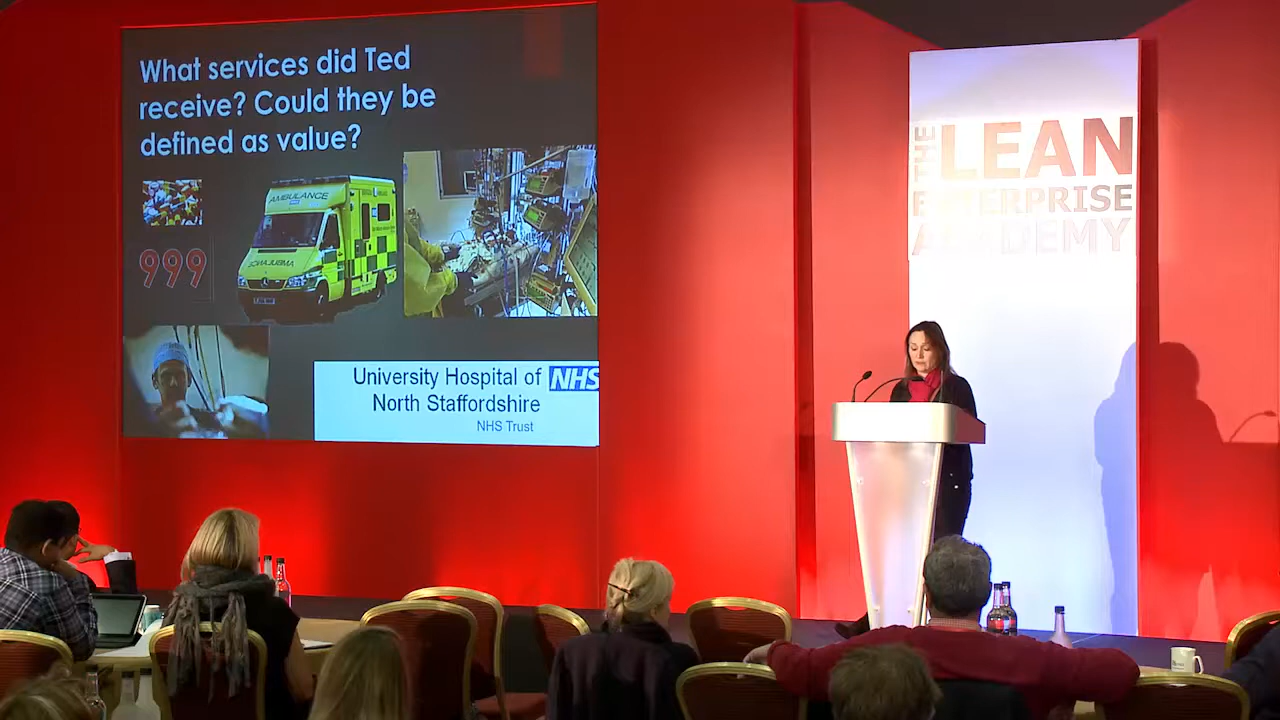 What services did Ted
receive? Could they be
defined as value?
AMBULANCE
999
AMBULANCE
University Hospital of NHS
North Staffordshire
NHS Trust
THE
LEAN
ENTERPRISE
ACADEMY